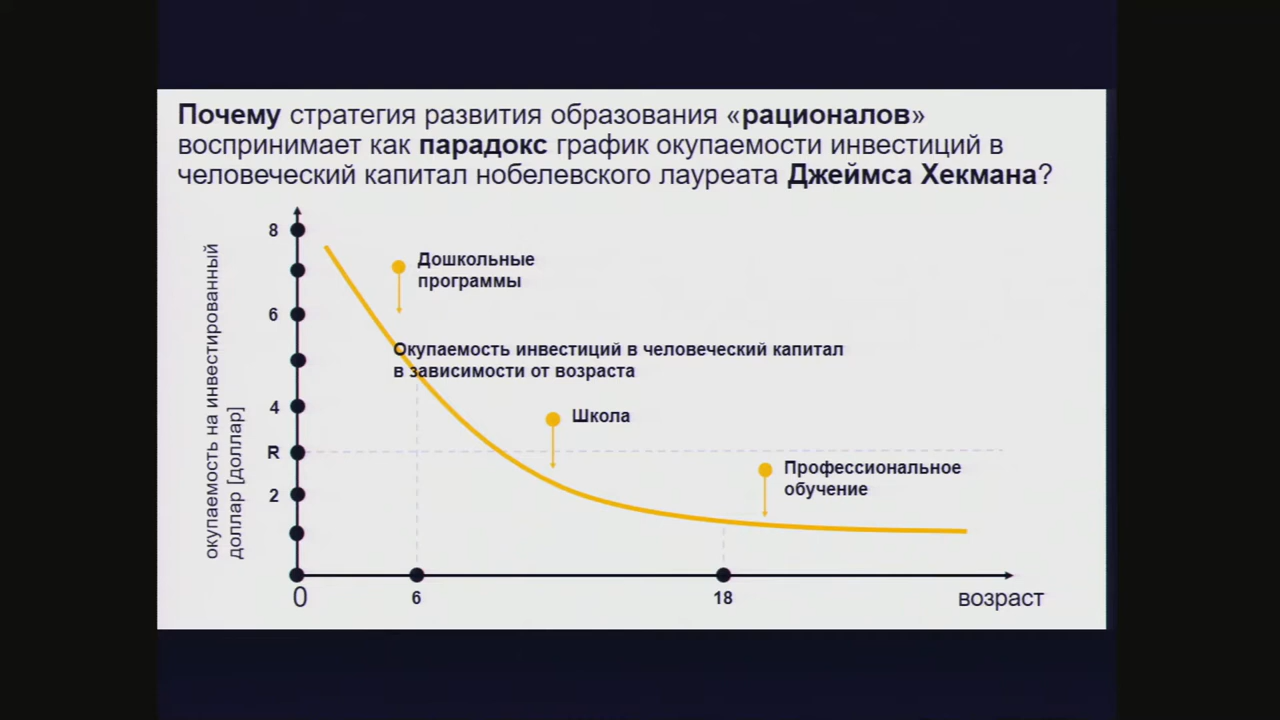 Почему стратегия развития образования «рационалов»
воспринимает как парадокс график окупаемости инвестиций в
человеческий капитал нобелевского лауреата Джеймса Хекмана?
окупаемость на инвестированный
доллар [доллар]
8
6
4
R
2
0
Дошкольные
программы
Окупаемость инвестиций в человеческий капитал
в зависимости от возраста
Школа
Профессиональное
обучение
6
18
возраст